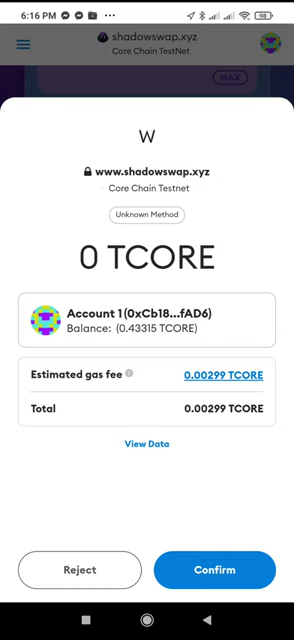 6:16 PM
98
shadowswap.xyz
Core Chain TestNet
MAX
W
www.shadowswap.xyz
Core Chain Testnet
Unknown Method
0 TCORE
Account 1 (0xCb18...fAD6)
Balance: (0.43315 TCORE)
Estimated gas fee 0.00299 TCORE
Total 0.00299 TCORE
View Data
Reject Confirm